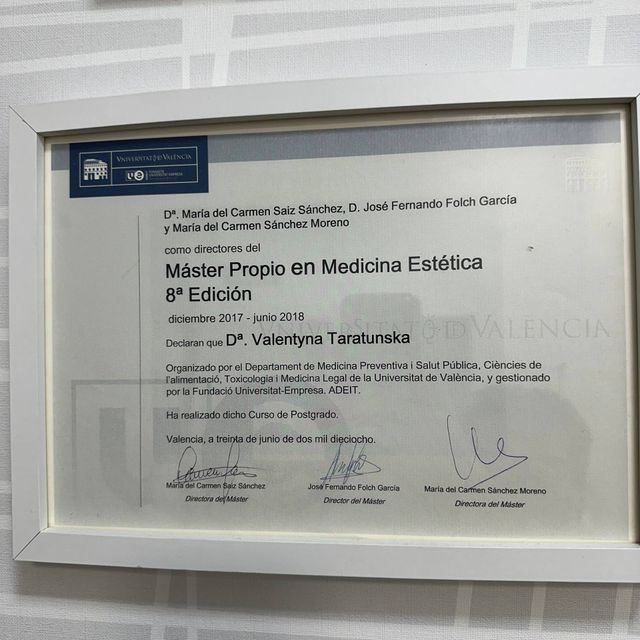 VNIVERSITATÖDVALÈNCIA
Dª. María del Carmen Saiz Sánchez, D. José Fernando Folch García
y María del Carmen Sánchez Moreno
como directores del
Máster Propio en Medicina Estética
8ª Edición
diciembre 2017 - junio 2018
VNIVERSITATÖDVALÈNCIA
Declaran que Dª. Valentyna Taratunska
Organizado por el Departament de Medicina Preventiva i Salut Pública, Ciències de
l'alimentació, Toxicologia i Medicina Legal de la Universitat de València, y gestionado
por la Fundació Universitat-Empresa. ADEIT.
Ha realizado dicho Curso de Postgrado.
Valencia, a treinta de junio de dos mil dieciocho.
María del Carmen Saiz Sánchez José Fernando Folch García María del Carmen Sánchez Moreno
Directora del Máster Director del Máster Directora del Máster